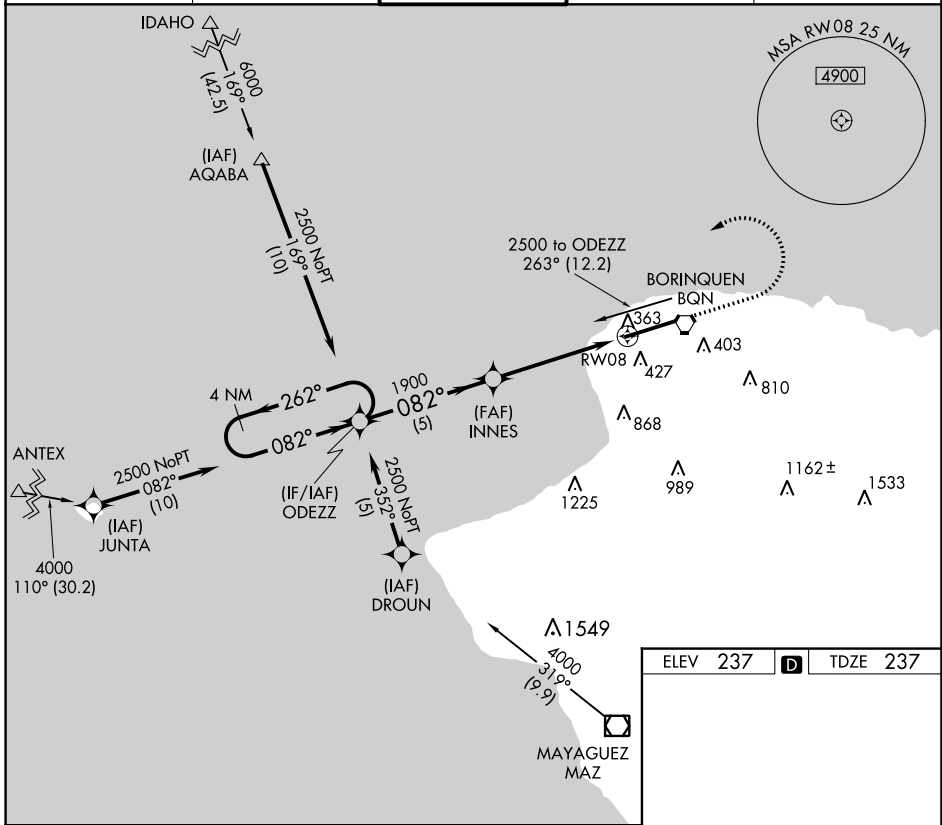 IDAHO
6000
169°
(42.5)
MSA RW08 25 NM
4900
(IAF)
AQABA
2500 NoPT
169°
(10)
2500 to ODEZZ
263° (12.2)
BORINQUEN
BQN
363
RW08
403
427
810
4 NM
262°
082°
1900
082°
(5)
(FAF)
INNES
868
ANTEX
2500 NoPT
082°
(10)
(IF/IAF)
ODEZZ
2500 NoPT
352°
(5)
1225
989
1162 ±
1533
(IAF)
JUNTA
4000
110° (30.2)
(IAF)
DROUN
1549
4000
319°
(9.9)
MAYAGUEZ
MAZ
ELEV 237 D TDZE 237